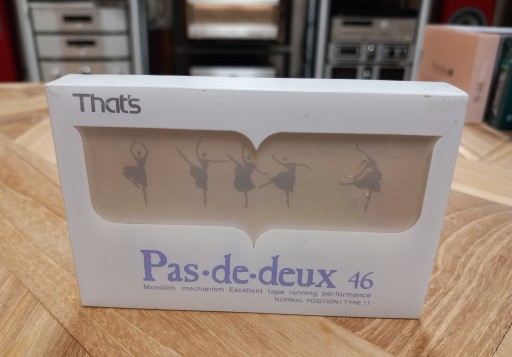 That's
Pas·de·deux 46
Monolith mechanism Excellent tape running performance
NORMAL POSITION (TYPE I)